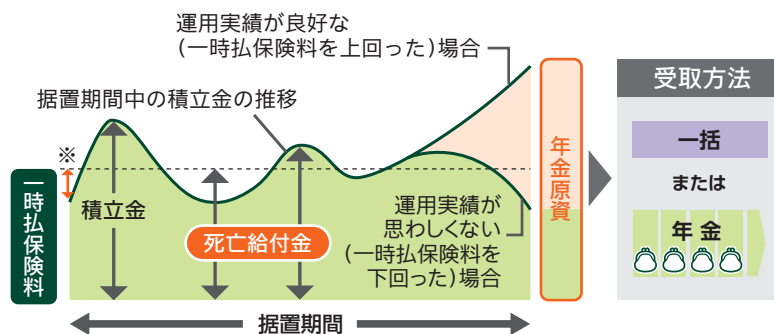 運用実績が良好な
(一時払保険料を上回った)場合
据置期間中の積立金の推移
※
一時払保険料
積立金
死亡給付金
運用実績が
思わしくない
(一時払保険料を
下回った)場合
年金原資
据置期間
受取方法
一括
または
年金